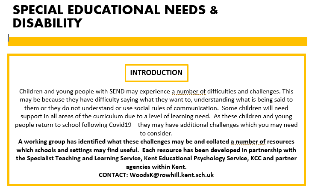 SPECIAL EDUCATIONAL NEEDS &
DISABILITY
INTRODUCTION
Children and young people with SEND may experience a number of difficulties and challenges. This
may be because they have difficulty saying what they want to, understanding what is being said to
them or they do not understand or use social rules of communication. Some children will need
support in all areas of the curriculum due to a level of learning need. As these children and young
people return to school following Covid19 they may have additional challenges which you may need
to consider.
A working group has identified what these challenges may be and collated a number of resources
which schools and settings may find useful. Each resource has been developed in partnership with
the Specialist Teaching and Learning Service, Kent Educational Psychology Service, KCC and partner
agencies within Kent.
CONTACT: WoodsK@rowhill.kent.sch.uk